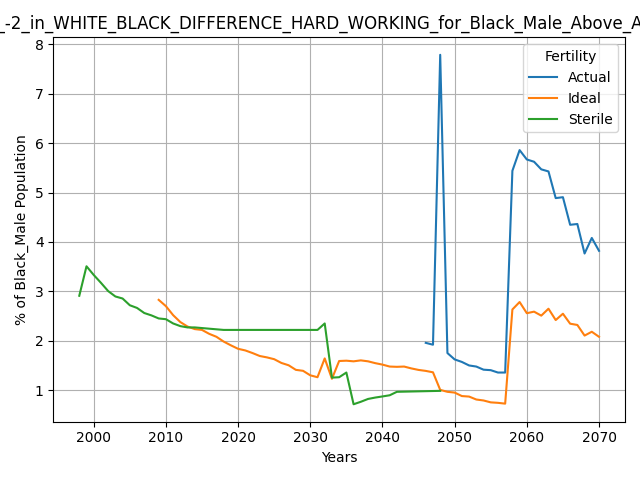 _-2_in_WHITE_BLACK_DIFFERENCE_HARD_WORKING_for_Black_Male_Above_A
Fertility
Actual
Ideal
Sterile
% of Black_Male Population
8
7
6
5
4
3
2
1
2000 2010 2020 2030 2040 2050 2060 2070
Years